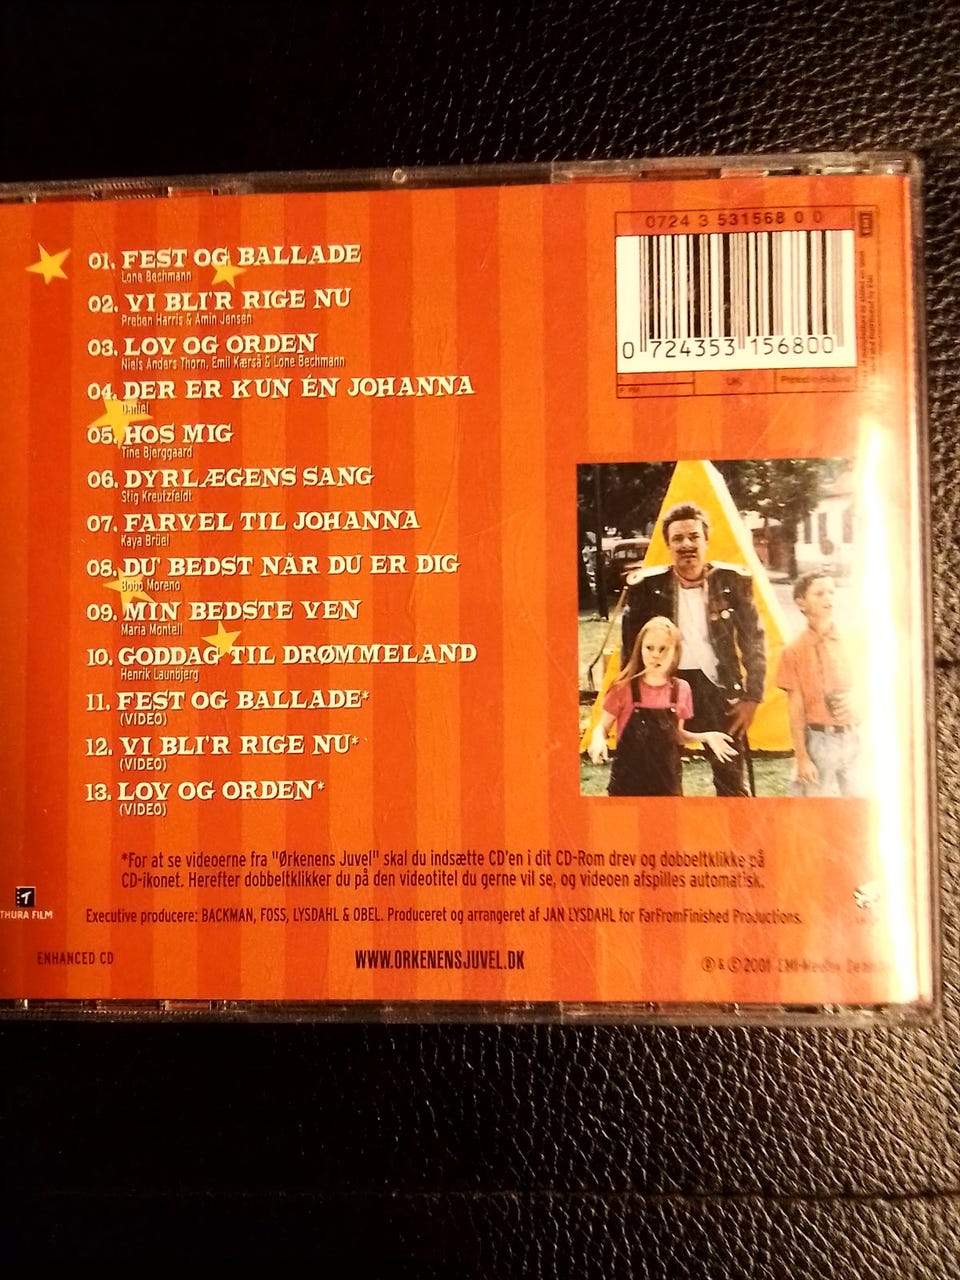 01. FEST OG BALLADE
Lone Bechmann
02. VI BLI'R RIGE NU
Preben Harris & Amin Jensen
03. LOV OG ORDEN
Niels Anders Thorn, Emil Kærså & Lone Bechmann
04. DER ER KUN ÉN JOHANNA
Daniel
05. HOS MIG
Tine Bjerggaard
06. DYRLÆGENS SANG
Stig Kreutzfeldt
07. FARVEL TIL JOHANNA
Kaya Brüel
08. DU' BEDST NÅR DU ER DIG
Bobo Moreno
09. MIN BEDSTE VEN
Maria Montell
10. GODDAG TIL DRØMMELAND
Henrik Launbjerg
11. FEST OG BALLADE*
(VIDEO)
12. VI BLI'R RIGE NU*
(VIDEO)
13. LOV OG ORDEN*
(VIDEO)
0724 3 531568 0 0
0 724353 156800
UK:
Printed in Holland
EMI
*For at se videoerne fra "Ørkenens Juvel" skal du indsætte CD'en i dit CD-Rom drev og dobbeltklikke på
CD-ikonet. Herefter dobbeltklikker du på den videotitel du gerne vil se, og videoen afspilles automatisk.
THURA FILM
Executive producere: BACKMAN, FOSS, LYSDAHL & OBEL. Produceret og arrangeret af JAN LYSDAHL for FarFromFinished Productions.
ENHANCED CD
WWW.ORKENENSJUVEL.DK
℗ & © 2001 EMI-Medley